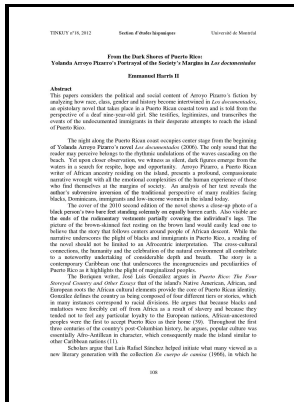 TINKUY nº18, 2012 Section d'études hispaniques Université de Montréal
From the Dark Shores of Puerto Rico:
Yolanda Arroyo Pizarro's Portrayal of the Society's Margins in Los documentados
Emmanuel Harris II
Abstract
This papers considers the political and social content of Arroyo Pizarro's fiction by
analyzing how race, class, gender and history become intertwined in Los documentados,
an epistolary novel that takes place in a coastal town and is told from the
perspective of a deaf nine-year-old girl. She testifies, legitimizes, and transcribes the
events of the undocumented immigrants in their desperate attempts to reach the island
of Puerto Rico.
The night along the Puerto Rican coast occupies center stage from the beginning
of Yolanda Arroyo Pizarro's novel Los documentados (2006). The only sound that the
reader may perceive belongs to the rhythmic undulations of the waves cascading on the
beach. Yet upon closer observation, we witness as silent, dark figures emerge from the
waters in a search for respite, hope and opportunity. Arroyo Pizarro, a Puerto Rican
writer of African ancestry residing on the island, presents a profound, compassionate
narrative wrought with all the emotional complexities of the human experience of those
who find themselves at the margins of society. An analysis of her text reveals the
author's subversive inversion of the traditional perspective of many realities facing
blacks, Dominicans, immigrants and low-income women in the island today.
The cover of the 2010 second edition of the novel shows a close-up photo of a
black person's two bare feet standing solemnly on equally barren earth. Also visible are
the ends of the rudimentary vestments partially covering the individual's legs. The
picture of the brown-skinned feet resting on the brown land would easily lead one to
believe that the story that follows centers around people of African descent. While the
narrative underscores the plight of blacks and immigrants in Puerto Rico, a reading of
the novel should not be limited to an Afrocentric interpretation. The cross-cultural
connections, the humanity and the celebration of the natural environment all contribute
to a noteworthy undertaking of considerable depth and breath. The story is a
contemporary Caribbean one that underscores the incongruencies and peculiarities of
Puerto Rico as it highlights the plight of marginalized peoples.
The Boriquen writer, José Luis González argues in Puerto Rico: The Four
Storeyed Country and Other Essays that of the island's Native American, African, and
European roots the African cultural elements provide the core of Puerto Rican identity.
González defines the country as being composed of four different tiers or stories, which
in many instances correspond to racial divisions. He argues that because blacks and
mulattoes were forcibly cut off from Africa as a result of slavery and because they
tended not to feel any particular loyalty to the European nations, African-ancestored
peoples were the first to accept Puerto Rico as their home (39). Throughout the first
three centuries of the country's post-Columbian history, he argues, popular culture was
essentially Afro-Antillean in character, which consequently made the island similar to
other Caribbean nations (11).
Scholars argue that Luis Rafael Sánchez helped initiate what many viewed as a
new literary generation with the collection En cuerpo de camisa (1966), in which he
108